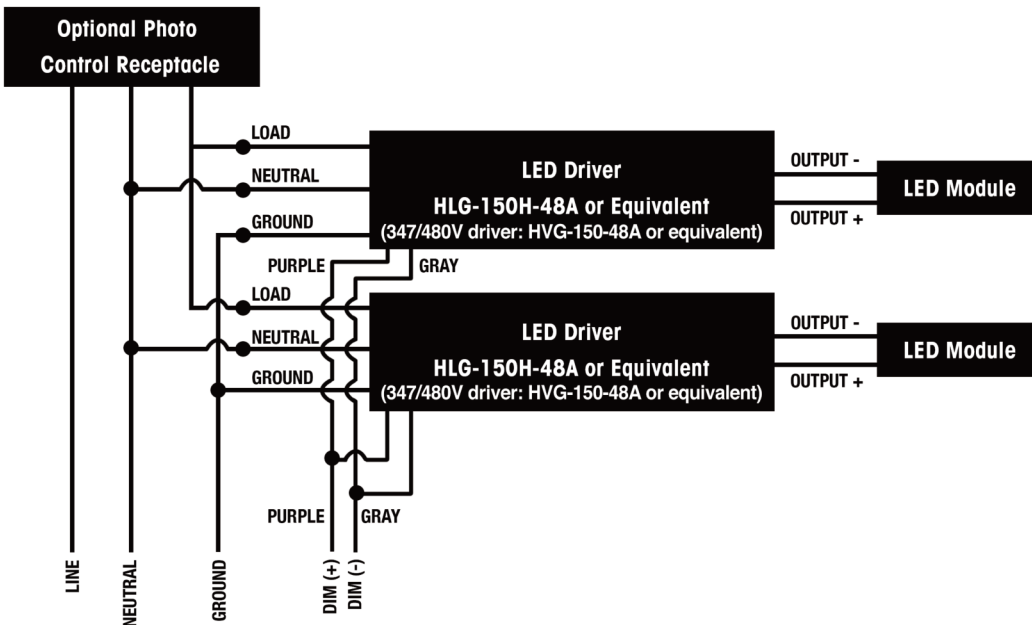 Optional Photo
Control Receptacle
LOAD
NEUTRAL
GROUND
LED Driver
HLG-150H-48A or Equivalent
(347/480V driver: HVG-150-48A or equivalent)
OUTPUT -
OUTPUT +
LED Module
PURPLE
GRAY
LOAD
NEUTRAL
GROUND
LED Driver
HLG-150H-48A or Equivalent
(347/480V driver: HVG-150-48A or equivalent)
OUTPUT -
OUTPUT +
LED Module
PURPLE
GRAY
LINE
NEUTRAL
GROUND
DIM (+)
DIM (-)